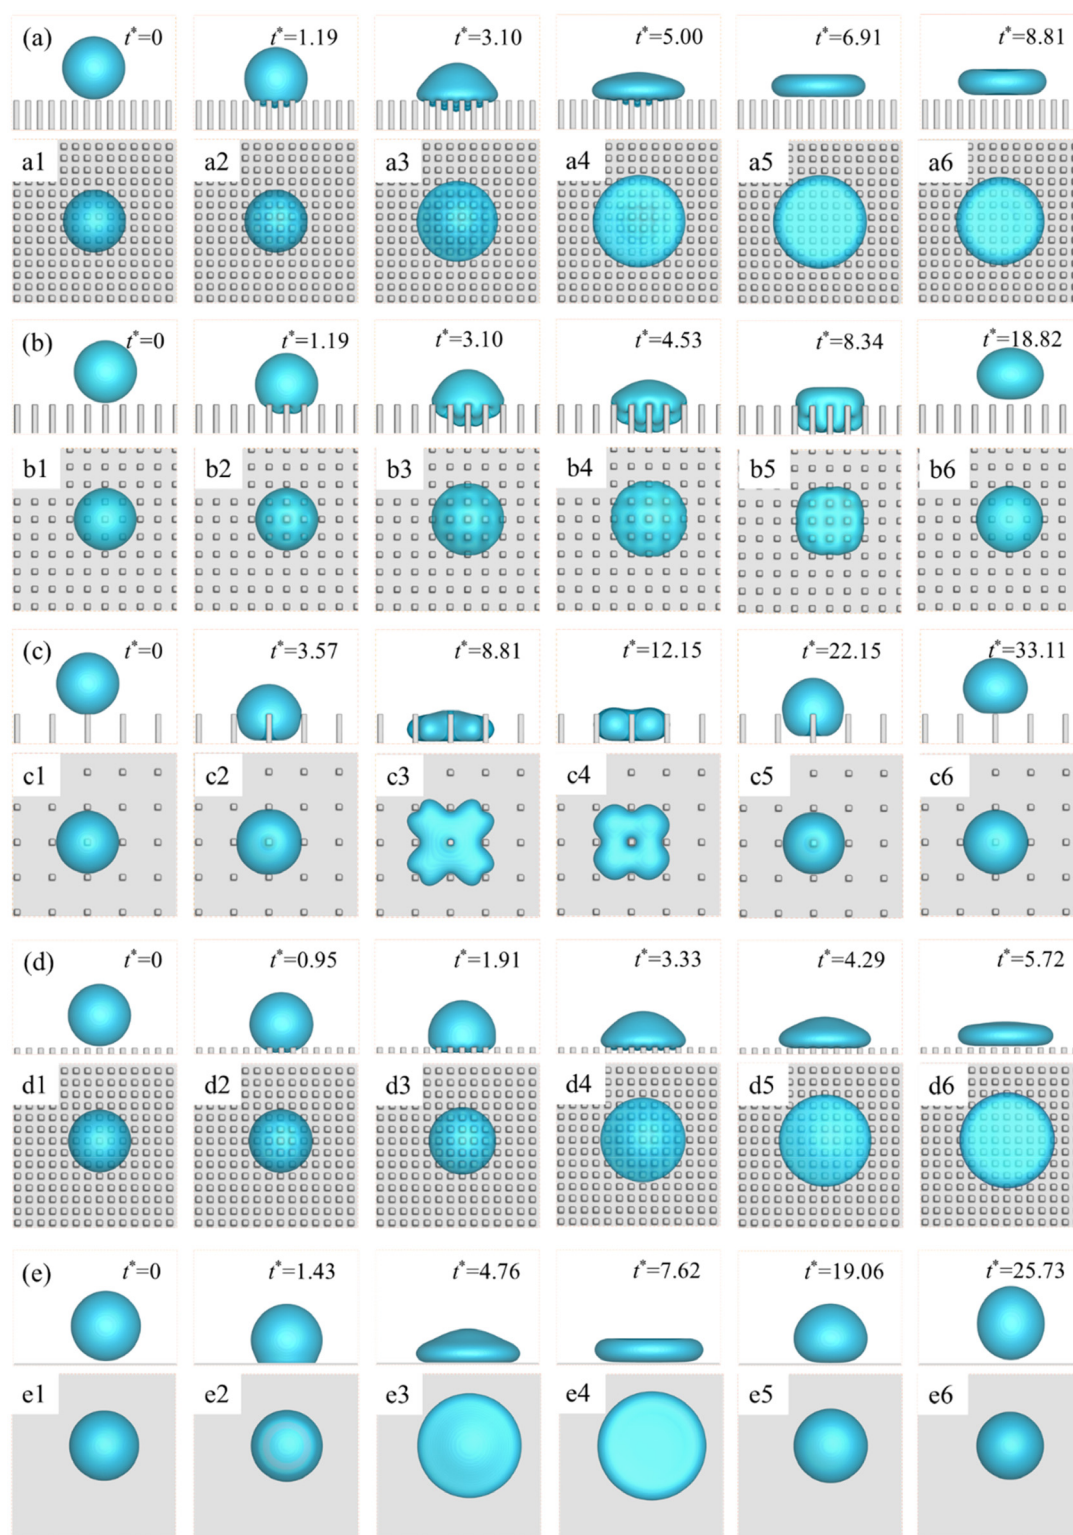 (a) t*=0 t*=1.19 t*=3.10 t*=5.00 t*=6.91 t*=8.81
a1 a2 a3 a4 a5 a6
(b) t*=0 t*=1.19 t*=3.10 t*=4.53 t*=8.34 t*=18.82
b1 b2 b3 b4 b5 b6
(c) t*=0 t*=3.57 t*=8.81 t*=12.15 t*=22.15 t*=33.11
c1 c2 c3 c4 c5 c6
(d) t*=0 t*=0.95 t*=1.91 t*=3.33 t*=4.29 t*=5.72
d1 d2 d3 d4 d5 d6
(e) t*=0 t*=1.43 t*=4.76 t*=7.62 t*=19.06 t*=25.73
e1 e2 e3 e4 e5 e6